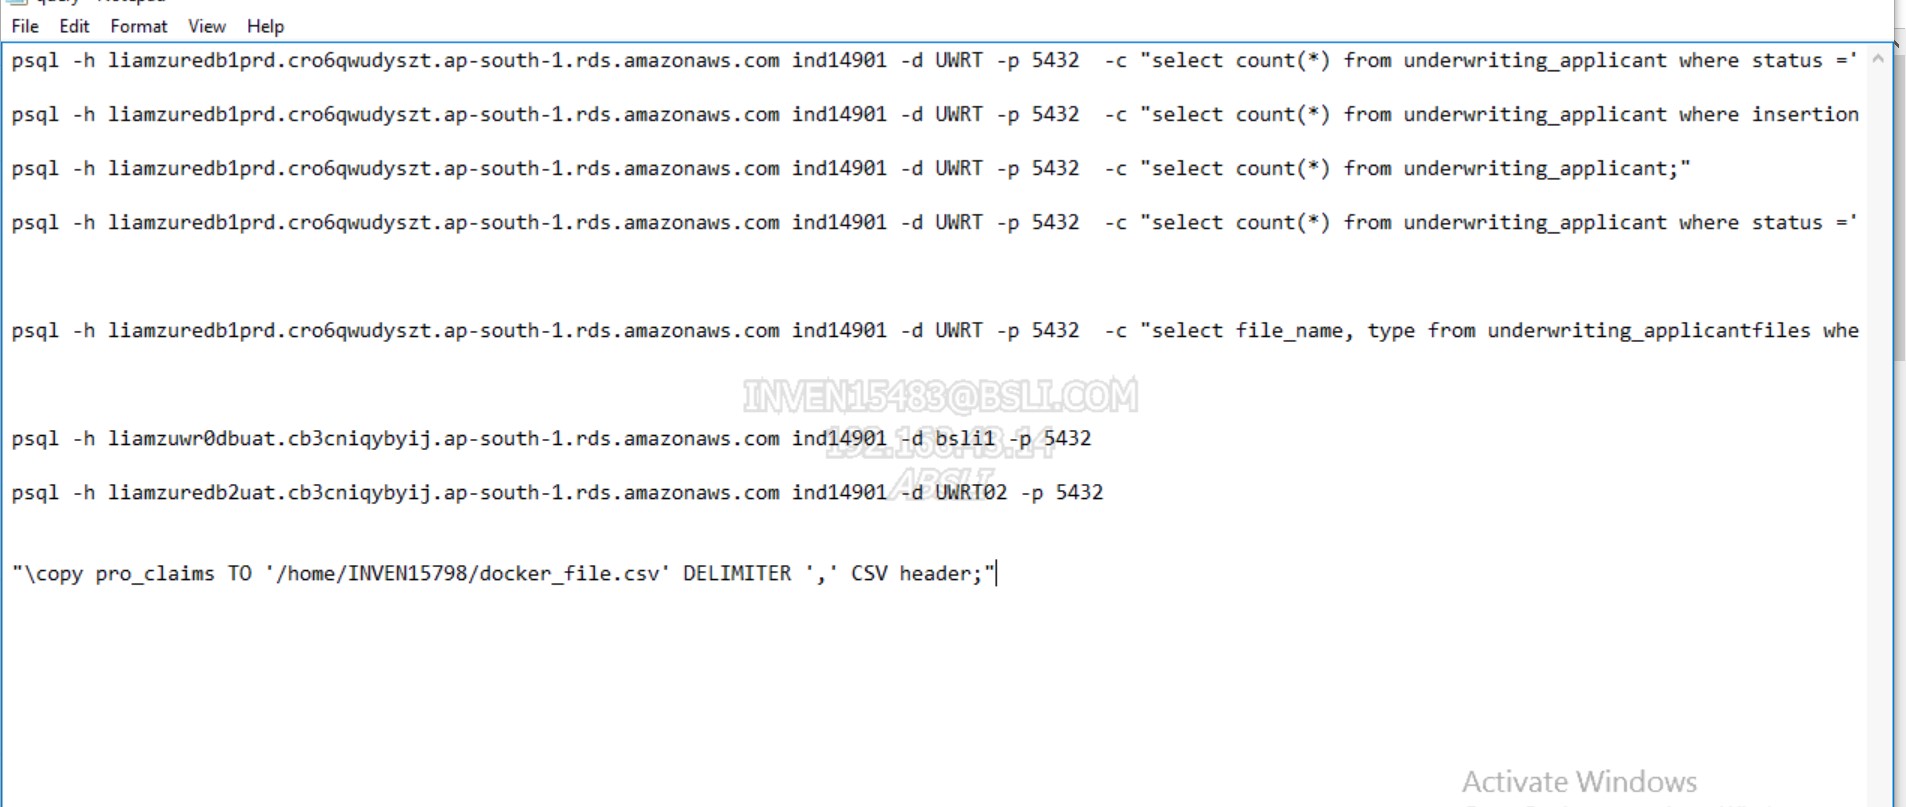 File Edit Format View Help
psql -h liamzuredb1prd.cro6qwudyszt.ap-south-1.rds.amazonaws.com ind14901 -d UWRT -p 5432  -c "select count(*) from underwriting_applicant where status ='
psql -h liamzuredb1prd.cro6qwudyszt.ap-south-1.rds.amazonaws.com ind14901 -d UWRT -p 5432  -c "select count(*) from underwriting_applicant where insertion
psql -h liamzuredb1prd.cro6qwudyszt.ap-south-1.rds.amazonaws.com ind14901 -d UWRT -p 5432  -c "select count(*) from underwriting_applicant;"
psql -h liamzuredb1prd.cro6qwudyszt.ap-south-1.rds.amazonaws.com ind14901 -d UWRT -p 5432  -c "select count(*) from underwriting_applicant where status ='
psql -h liamzuredb1prd.cro6qwudyszt.ap-south-1.rds.amazonaws.com ind14901 -d UWRT -p 5432  -c "select file_name, type from underwriting_applicantfiles whe
INVEN15483@BSLI.COM
psql -h liamzuwr0dbuat.cb3cniqybyij.ap-south-1.rds.amazonaws.com ind14901 -d bsli1 -p 5432
192.168.43.14
ABSLI
psql -h liamzuredb2uat.cb3cniqybyij.ap-south-1.rds.amazonaws.com ind14901 -d UWRT02 -p 5432
"\copy pro_claims TO '/home/INVEN15798/docker_file.csv' DELIMITER ',' CSV header;"
Activate Windows